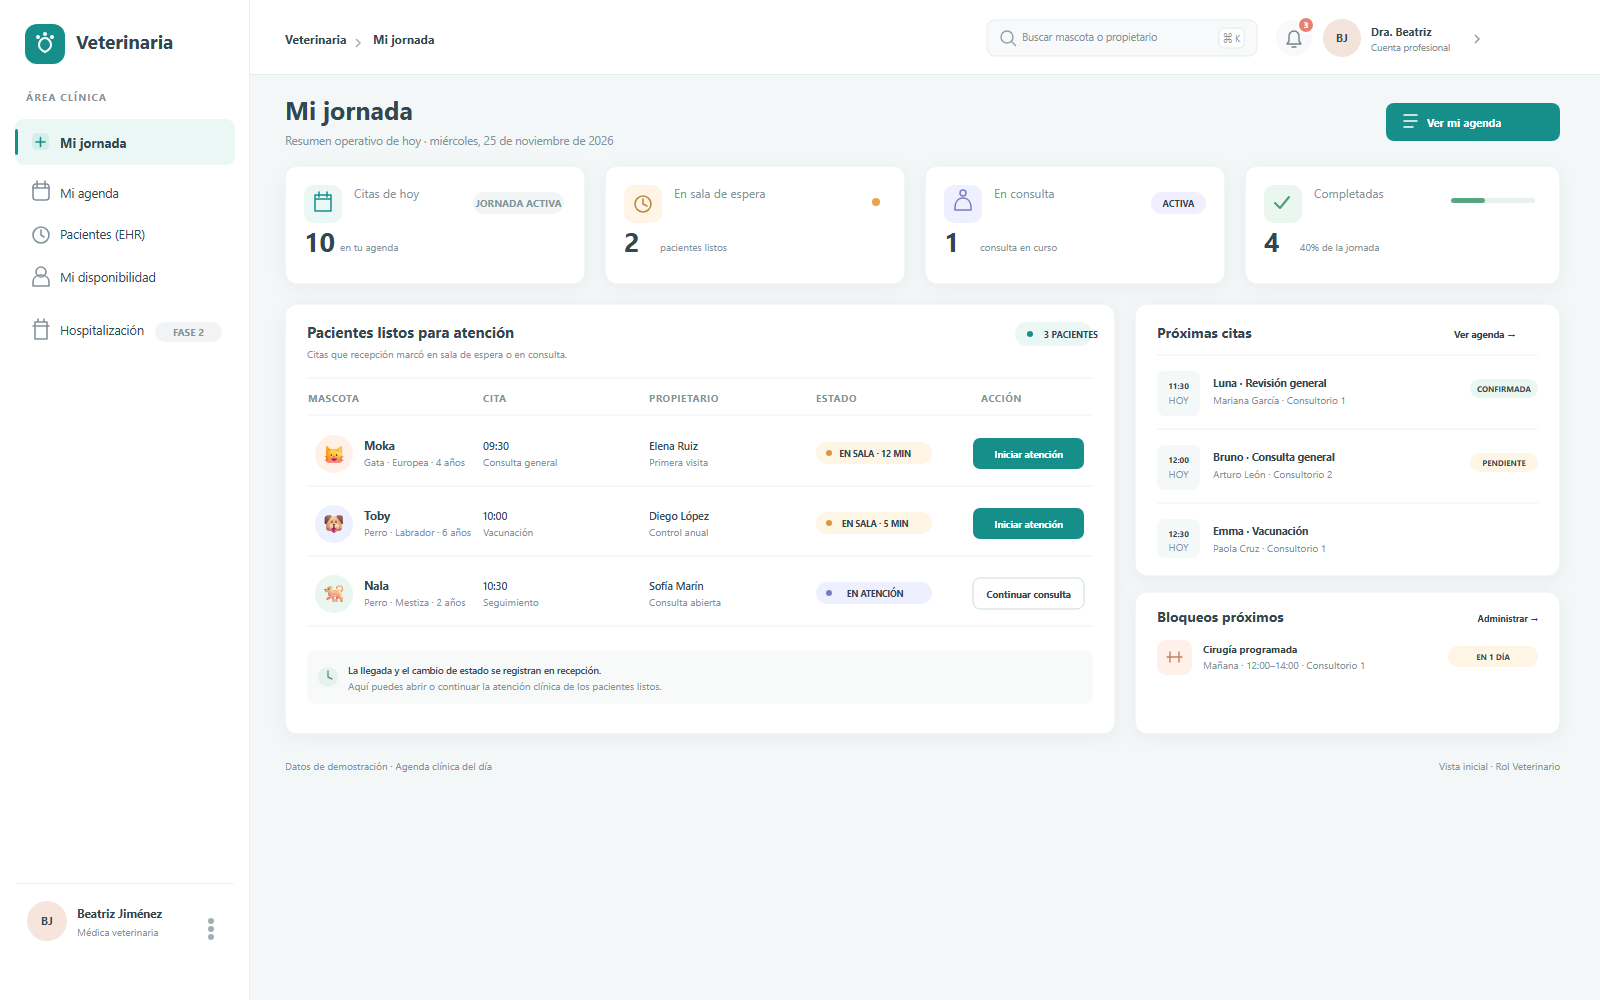 Veterinaria
ÁREA CLÍNICA
Mi jornada
Mi agenda
Pacientes (EHR)
Mi disponibilidad
Hospitalización FASE 2
BJ Beatriz Jiménez
Médica veterinaria
Veterinaria > Mi jornada
Buscar mascota o propietario ⌘ K
3
BJ Dra. Beatriz
Cuenta profesional
Mi jornada
Resumen operativo de hoy · miércoles, 25 de noviembre de 2026
Ver mi agenda
Citas de hoy JORNADA ACTIVA
10 en tu agenda
En sala de espera
2 pacientes listos
En consulta ACTIVA
1 consulta en curso
Completadas
4 40% de la jornada
Pacientes listos para atención
Citas que recepción marcó en sala de espera o en consulta.
3 PACIENTES
MASCOTA CITA PROPIETARIO ESTADO ACCIÓN
Moka 09:30 Elena Ruiz EN SALA · 12 MIN Iniciar atención
Gata · Europea · 4 años Consulta general Primera visita
Toby 10:00 Diego López EN SALA · 5 MIN Iniciar atención
Perro · Labrador · 6 años Vacunación Control anual
Nala 10:30 Sofía Marín EN ATENCIÓN Continuar consulta
Perro · Mestiza · 2 años Seguimiento Consulta abierta
La llegada y el cambio de estado se registran en recepción.
Aquí puedes abrir o continuar la atención clínica de los pacientes listos.
Próximas citas Ver agenda →
11:30 Luna · Revisión general CONFIRMADA
HOY Mariana García · Consultorio 1
12:00 Bruno · Consulta general PENDIENTE
HOY Arturo León · Consultorio 2
12:30 Emma · Vacunación
HOY Paola Cruz · Consultorio 1
Bloqueos próximos Administrar →
Cirugía programada EN 1 DÍA
Mañana · 12:00–14:00 · Consultorio 1
Datos de demostración · Agenda clínica del día
Vista inicial · Rol Veterinario